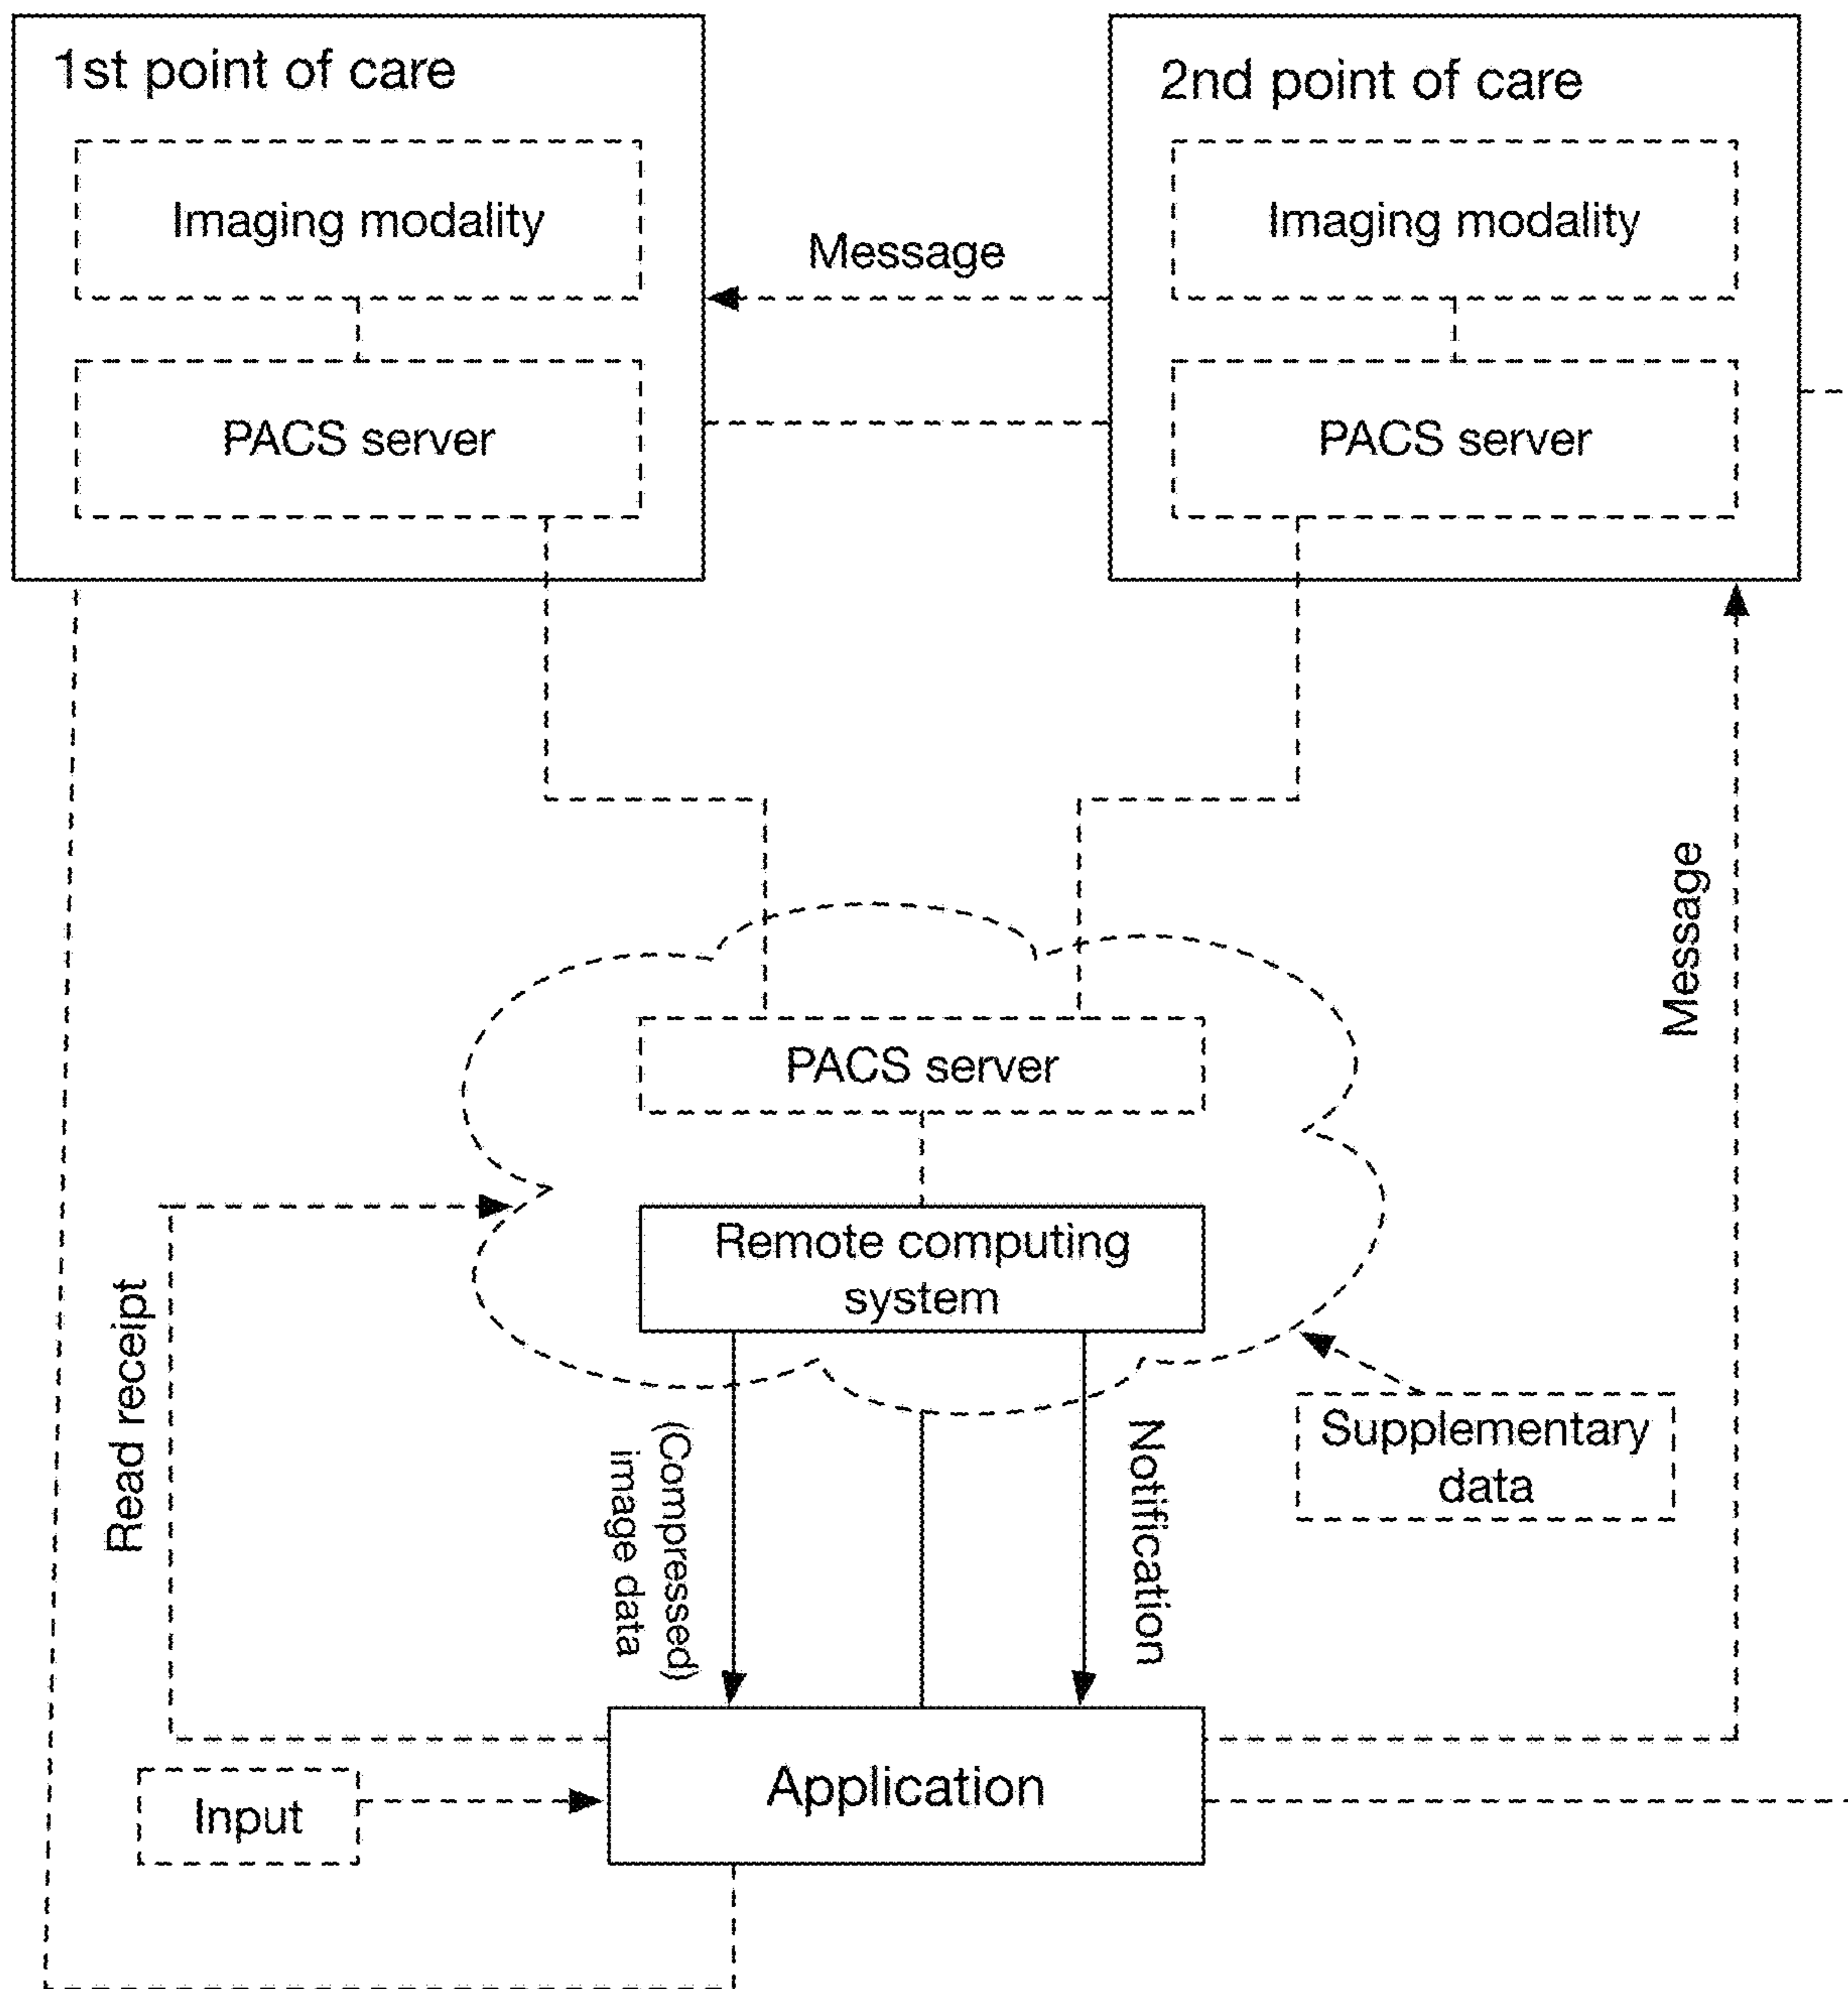 1st point of care
Imaging modality
PACS server
Message
2nd point of care
Imaging modality
PACS server
Message
PACS server
Remote computing
system
Read receipt
(Compressed)
image data
Notification
Supplementary
data
Input
Application